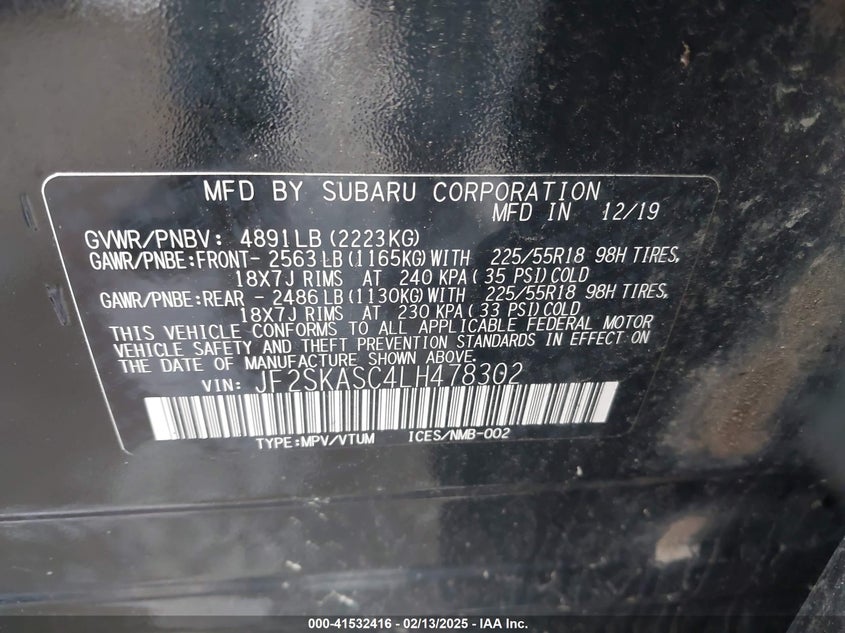 MFD BY SUBARU CORPORATION
MFD IN 12/19
GVWR/PNBV: 4891LB (2223KG)
GAWR/PNBE:FRONT- 2563LB (1165KG) WITH 225/55R18 98H TIRES,
18X7J RIMS AT 240 KPA (35 PSI) COLD
GAWR/PNBE:REAR - 2486LB (1130KG) WITH 225/55R18 98H TIRES,
18X7J RIMS AT 230 KPA (33 PSI) COLD
THIS VEHICLE CONFORMS TO ALL APPLICABLE FEDERAL MOTOR
VEHICLE SAFETY AND THEFT PREVENTION STANDARDS IN EFFECT ON
THE DATE OF MANUFACTURE SHOWN ABOVE.
VIN: JF2SKASC4LH478302
TYPE:MPV/VTUM ICES/NMB-002
000-41532416 - 02/13/2025 - © IAA Inc.